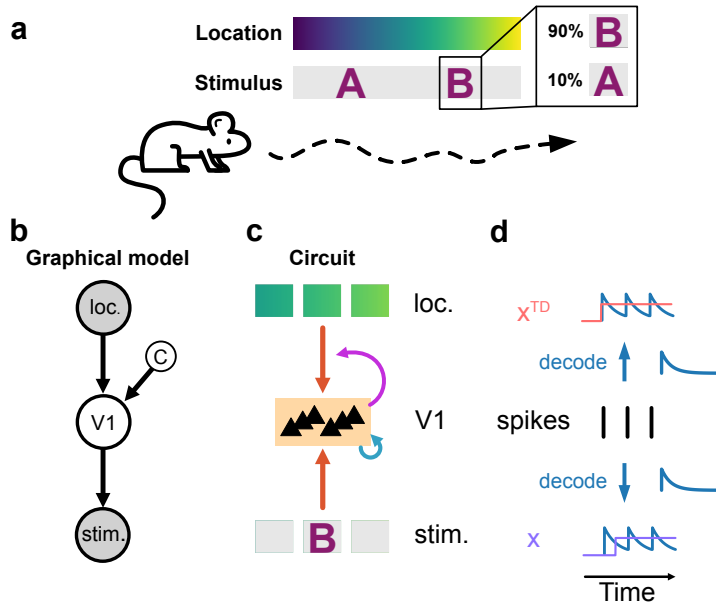 a
Location
Stimulus
A
B
90% B
10% A
b
Graphical model
loc.
C
V1
stim.
c
Circuit
loc.
V1
B
stim.
d
x^TD
decode
spikes
decode
x
Time